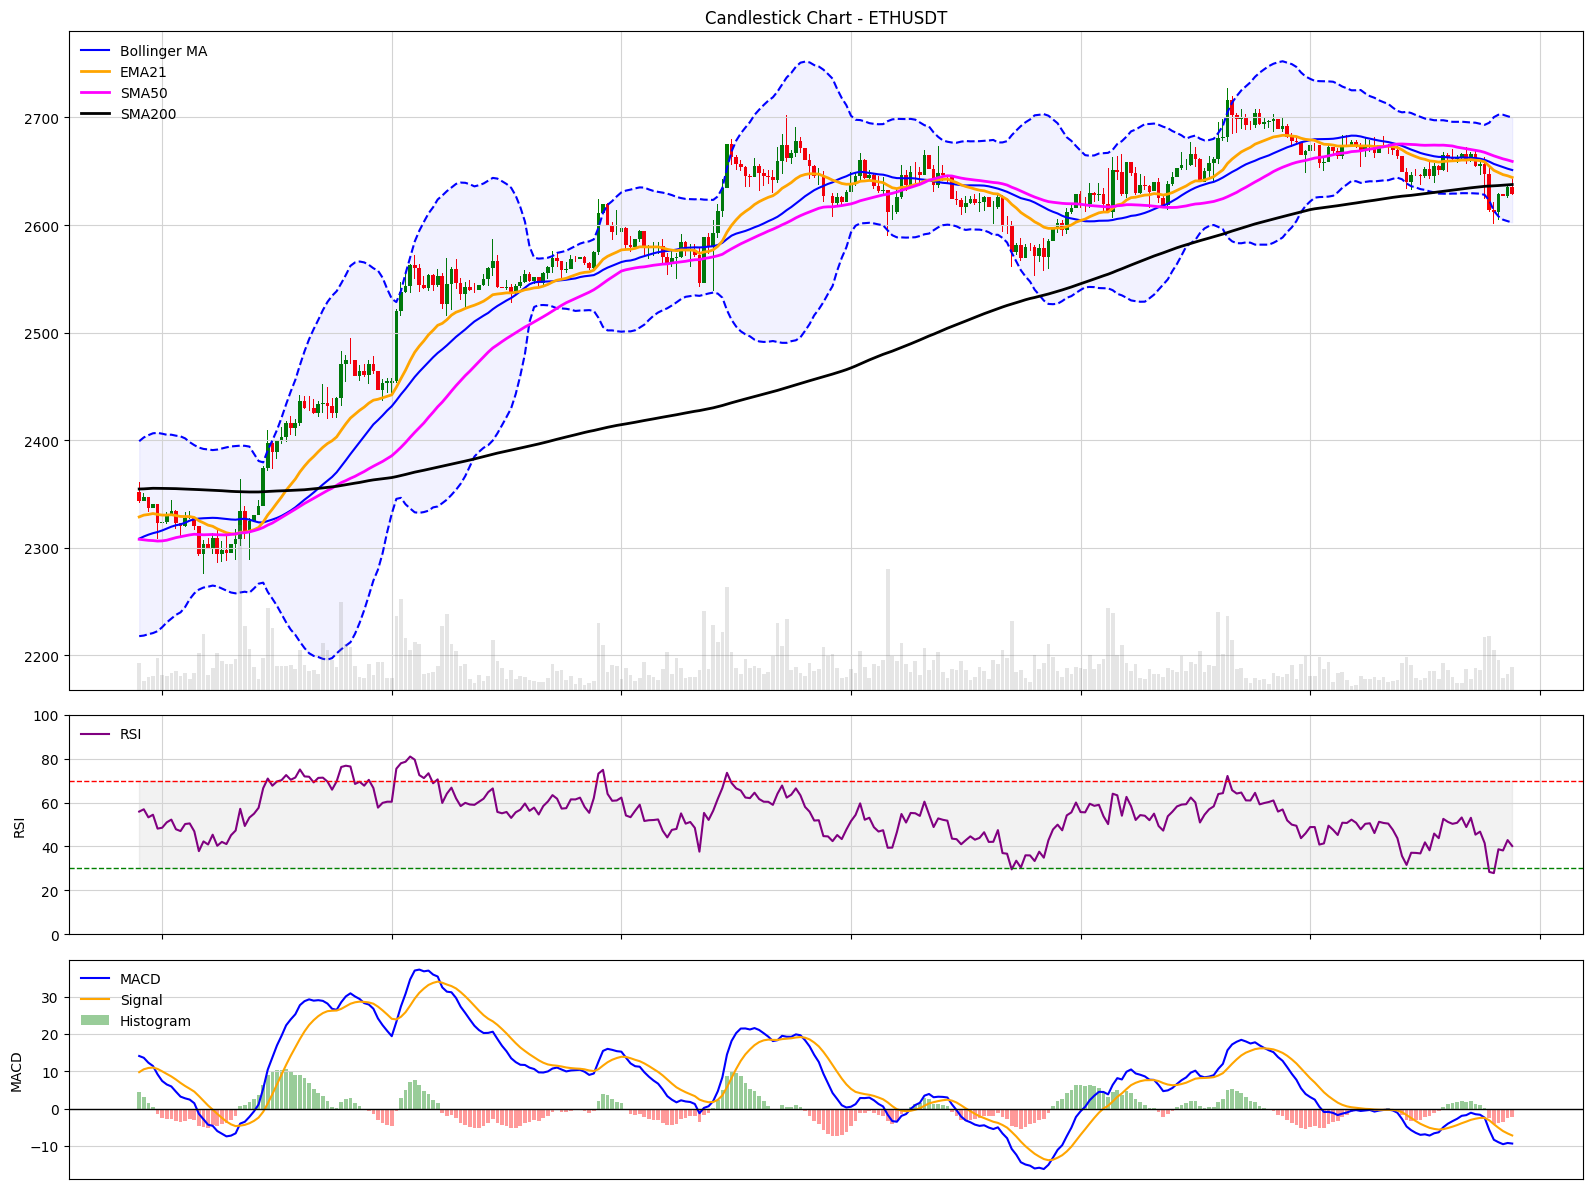 Candlestick Chart - ETHUSDT
Bollinger MA
EMA21
SMA50
SMA200
2700
2600
2500
2400
2300
2200
100
RSI
80
60
RSI
40
20
0
MACD
Signal
Histogram
30
20
10
MACD
0
−10